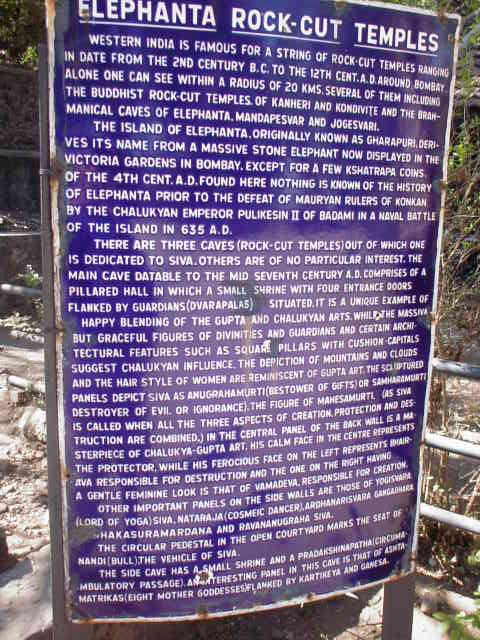 ELEPHANTA ROCK-CUT TEMPLES
WESTERN INDIA IS FAMOUS FOR A STRING OF ROCK-CUT TEMPLES RANGING
IN DATE FROM THE 2ND CENTURY B.C. TO THE 12TH CENT.A.D.AROUND BOMBAY
ALONE ONE CAN SEE WITHIN A RADIUS OF 20 KMS. SEVERAL OF THEM INCLUDING
THE BUDDHIST ROCK-CUT TEMPLES. OF KANHERI AND KONDIVITE AND THE BRAH-
MANICAL CAVES OF ELEPHANTA, MANDAPESVAR AND JOGESVARI.
THE ISLAND OF ELEPHANTA, ORIGINALLY KNOWN AS GHARAPURI, DERI-
VES ITS NAME FROM A MASSIVE STONE ELEPHANT NOW DISPLAYED IN THE
VICTORIA GARDENS IN BOMBAY. EXCEPT FOR A FEW KSHATRAPA COINS,
OF THE 4TH CENT. A.D. FOUND HERE NOTHING IS KNOWN OF THE HISTORY
OF ELEPHANTA PRIOR TO THE DEFEAT OF MAURYAN RULERS OF KONKAN
BY THE CHALUKYAN EMPEROR PULIKESIN II OF BADAMI IN A NAVAL BATTLE
OF THE ISLAND IN 635 A.D.
THERE ARE THREE CAVES (ROCK-CUT TEMPLES) OUT OF WHICH ONE
IS DEDICATED TO SIVA. OTHERS ARE OF NO PARTICULAR INTEREST. THE
MAIN CAVE DATABLE TO THE MID SEVENTH CENTURY A.D. COMPRISES OF A
PILLARED HALL IN WHICH A SMALL SHRINE WITH FOUR ENTRANCE DOORS
FLANKED BY GUARDIANS (DVARAPALAS) SITUATED. IT IS A UNIQUE EXAMPLE OF
HAPPY BLENDING OF THE GUPTA AND CHALUKYAN ARTS. WHILE THE MASSIVE
BUT GRACEFUL FIGURES OF DIVINITIES AND GUARDIANS AND CERTAIN ARCHI-
TECTURAL FEATURES SUCH AS SQUARE PILLARS WITH CUSHION-CAPITALS
SUGGEST CHALUKYAN INFLUENCE. THE DEPICTION OF MOUNTAINS AND CLOUDS
AND THE HAIR STYLE OF WOMEN ARE REMINISCENT OF GUPTA ART. THE SCULPTURED
PANELS DEPICT SIVA AS ANUGRAHAMURTI (BESTOWER OF GIFTS) OR SAMHARAMURTI
DESTROYER OF EVIL OR IGNORANCE). THE FIGURE OF MAHESAMURTI. (AS SIVA
IS CALLED WHEN ALL THE THREE ASPECTS OF CREATION, PROTECTION AND DES-
TRUCTION ARE COMBINED.) IN THE CENTRAL PANEL OF THE BACK WALL IS A MA-
STERPIECE OF CHALUKYA-GUPTA ART. HIS CALM FACE IN THE CENTRE REPRESENTS
THE PROTECTOR, WHILE HIS FEROCIOUS FACE ON THE LEFT REPRESENTS BHAIR-
AVA RESPONSIBLE FOR DESTRUCTION AND THE ONE ON THE RIGHT HAVING
A GENTLE FEMININE LOOK IS THAT OF VAMADEVA, RESPONSIBLE FOR CREATION.
OTHER IMPORTANT PANELS ON THE SIDE WALLS ARE THOSE OF YOGISVARA,
(LORD OF YOGA) SIVA, NATARAJA (COSMEIC DANCER), ARDHANARISVARA GANGADHARA,
HAKASURAMARDANA AND RAVANANUGRAHA SIVA.
THE CIRCULAR PEDESTAL IN THE OPEN COURTYARD MARKS THE SEAT OF
NANDI (BULL) THE VEHICLE OF SIVA.
THE SIDE CAVE HAS A SMALL SHRINE AND A PRADAKSHINAPATHA (CIRCUMA-
MBULATORY PASSAGE). AN INTERESTING PANEL IN THIS CAVE IS THAT OF ASHTA-
MATRIKAS (EIGHT MOTHER GODDESSES) FLANKED BY KARTIKEYA AND GANESA.